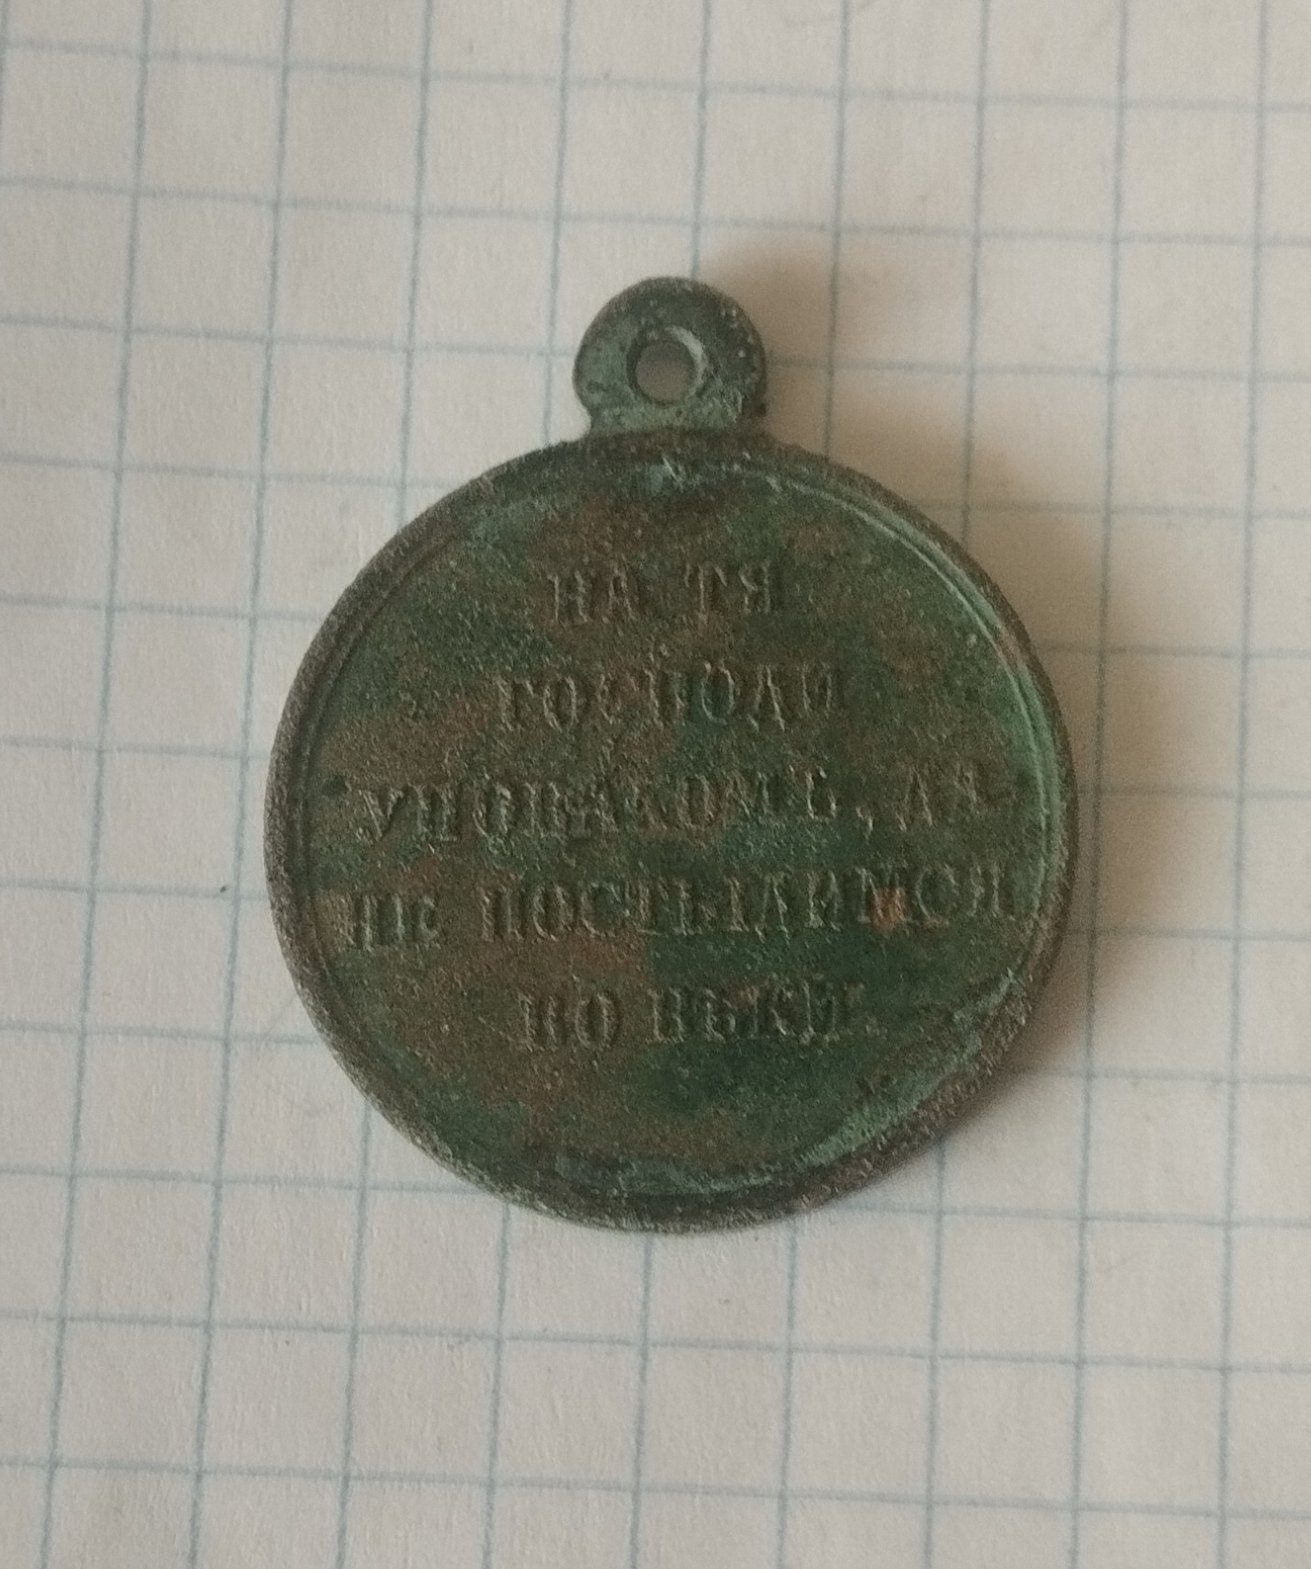 НА ТЯ
ГОСПОДИ
УПОВАХОМЪ, ДА
НЕ ПОСТЫДИМСЯ
ВО ВѢКИ.